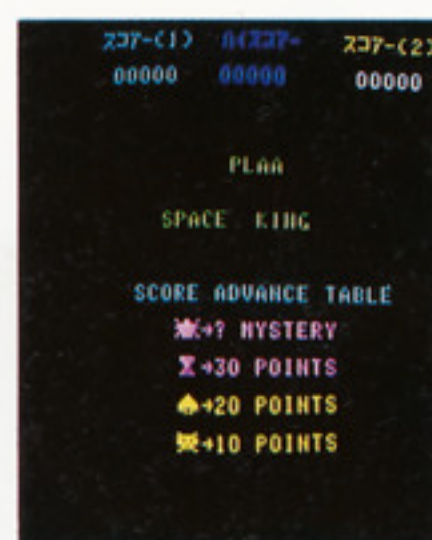 スコアー(1) ハイスコアー スコアー(2)
00000 00000 00000
PLAA
SPACE KING
SCORE ADVANCE TABLE
→? MYSTERY
→30 POINTS
→20 POINTS
→10 POINTS